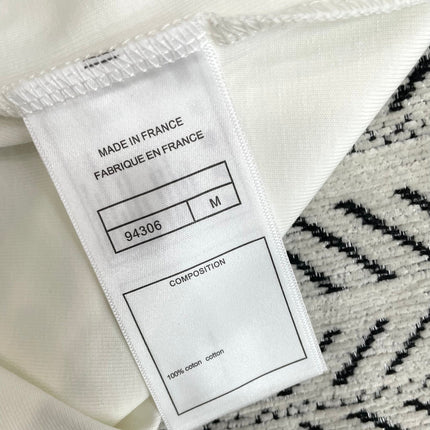 MADE IN FRANCE
FABRIQUE EN FRANCE
94306 M
COMPOSITION
100% coton cotton